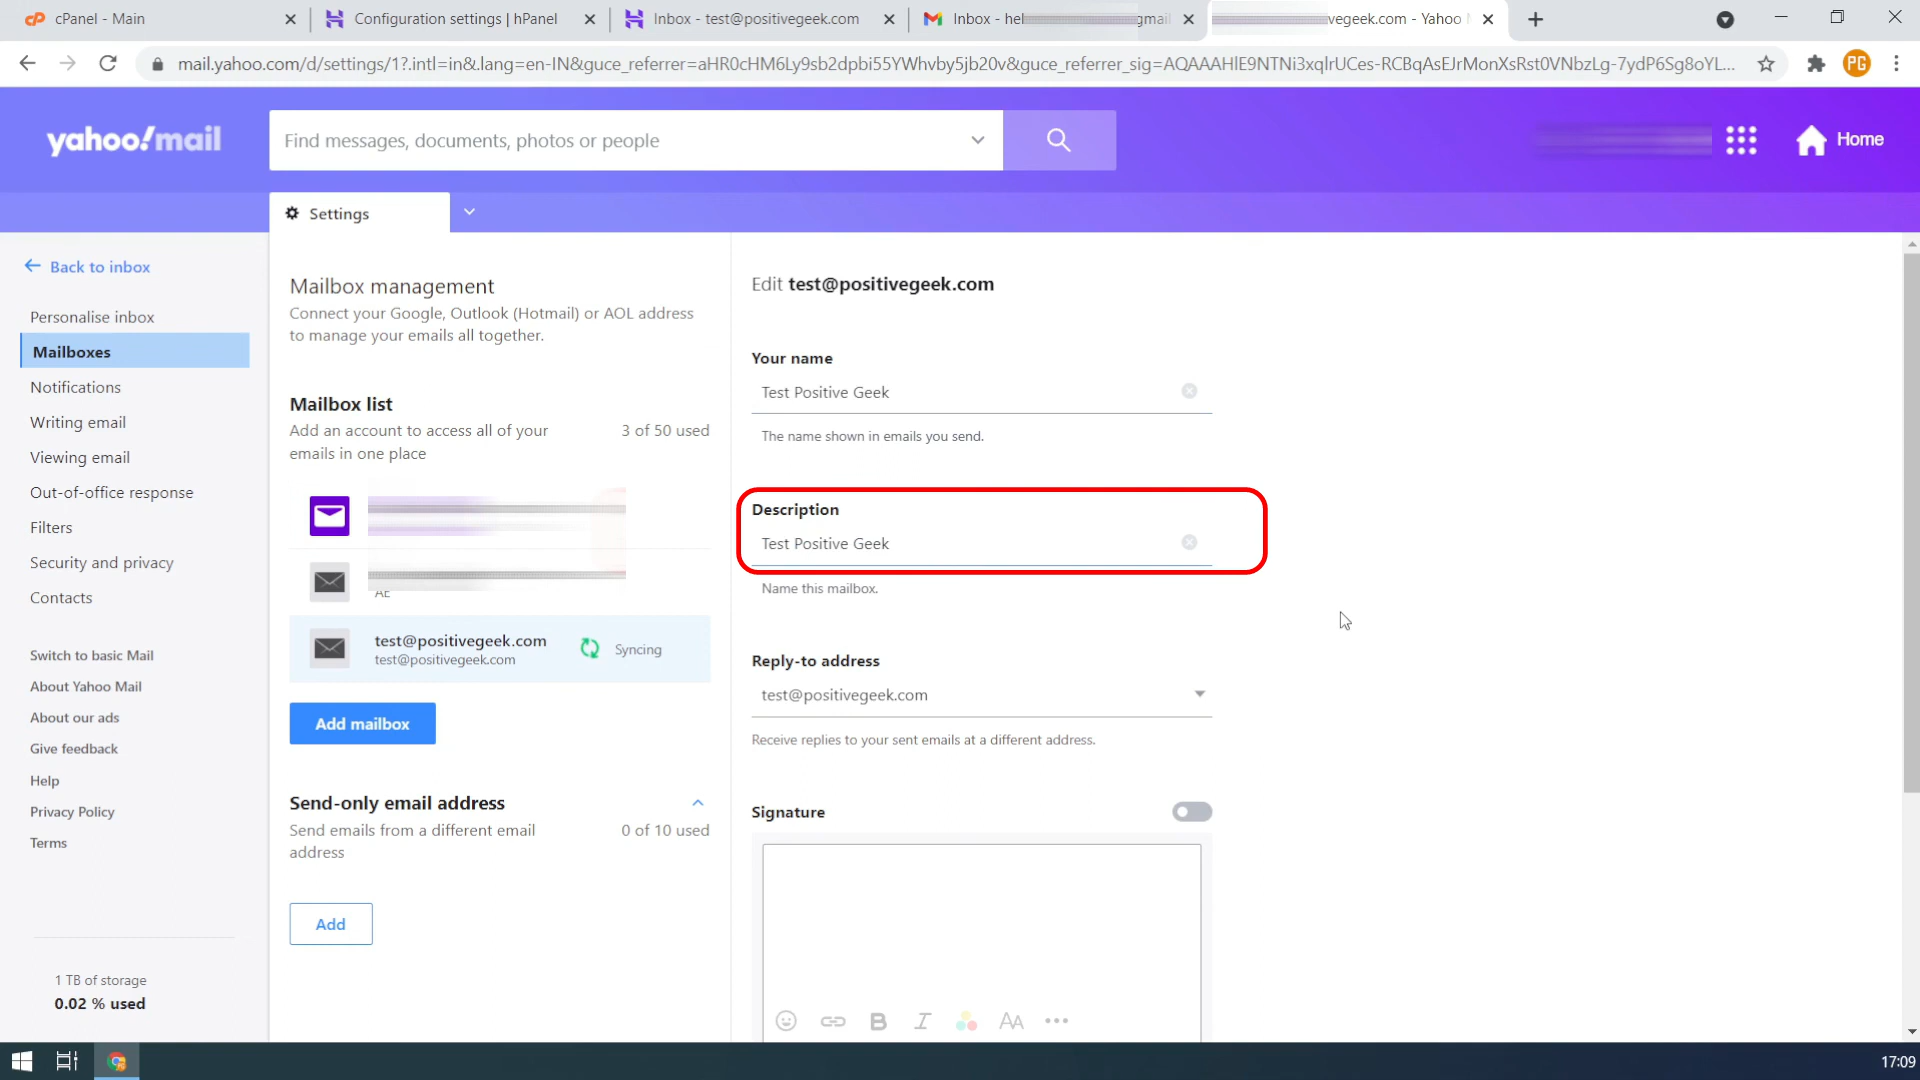 cPanel - Main
Configuration settings | hPanel
Inbox - test@positivegeek.com
Inbox - hel gmail
vegeek.com - Yahoo
mail.yahoo.com/d/settings/1?.intl=in&.lang=en-IN&guce_referrer=aHR0cHM6Ly9sb2dpbi55YWhvby5jb20v&guce_referrer_sig=AQAAAHlE9NTNi3xqlrUCes-RCBqAsEJrMonXsRst0VNbzLg-7ydP6Sg8oYL...
PG
yahoo!mail
Find messages, documents, photos or people
Home
Settings
Back to inbox
Personalise inbox
Mailboxes
Notifications
Writing email
Viewing email
Out-of-office response
Filters
Security and privacy
Contacts
Switch to basic Mail
About Yahoo Mail
About our ads
Give feedback
Help
Privacy Policy
Terms
1 TB of storage
0.02 % used
Mailbox management
Connect your Google, Outlook (Hotmail) or AOL address
to manage your emails all together.
Mailbox list
Add an account to access all of your
emails in one place
3 of 50 used
AE
test@positivegeek.com
test@positivegeek.com
Syncing
Add mailbox
Send-only email address
Send emails from a different email
address
0 of 10 used
Add
Edit test@positivegeek.com
Your name
Test Positive Geek
The name shown in emails you send.
Description
Test Positive Geek
Name this mailbox.
Reply-to address
test@positivegeek.com
Receive replies to your sent emails at a different address.
Signature
B I AA
17:09